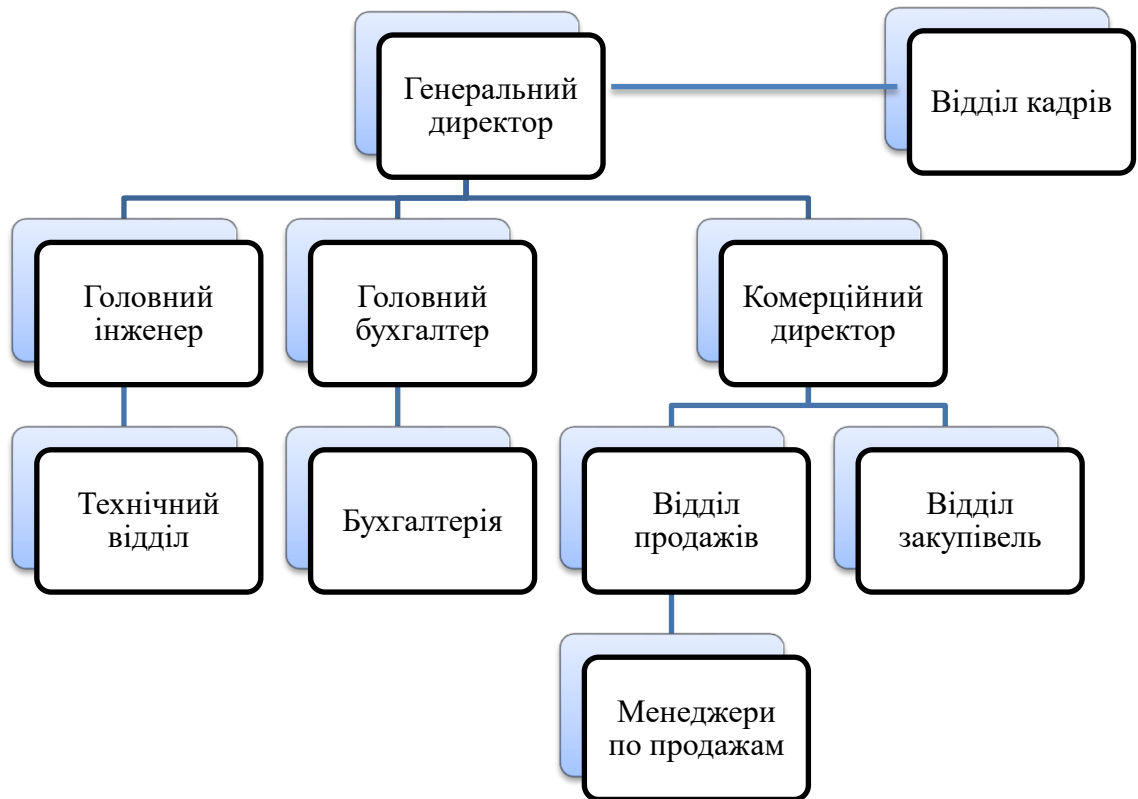 Генеральний
директор
Відділ кадрів
Головний
інженер
Головний
бухгалтер
Комерційний
директор
Технічний
відділ
Бухгалтерія
Відділ
продажів
Відділ
закупівель
Менеджери
по продажам